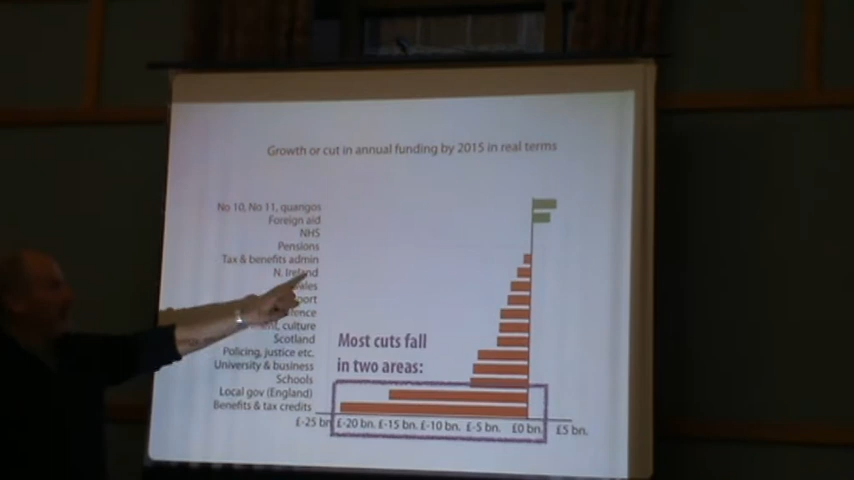 Growth or cut in annual funding by 2015 in real terms
No 10, No 11, quangos
Foreign aid
NHS
Pensions
Tax & benefits admin
N. Ireland
culture
Scotland
Policing, justice etc.
University & business
Schools
Local gov (England)
Benefits & tax credits
Most cuts fall
in two areas:
£-25 bn £-20 bn. £-15 bn. £-10 bn. £-5 bn. £0 bn. £5 bn.